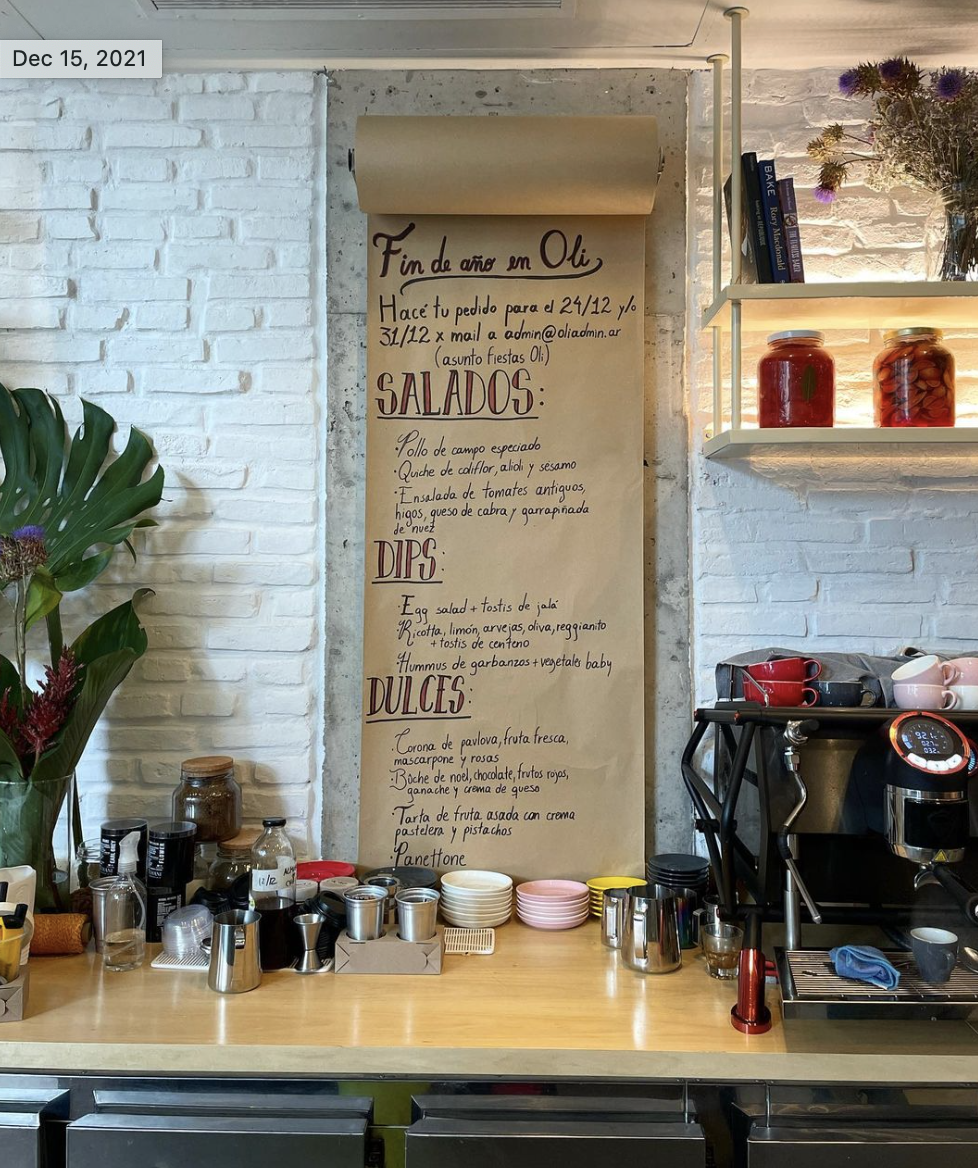 Dec 15, 2021
Fin de año en Oli
Hacé tu pedido para el 24/12 y/o
31/12 x mail a admin@oliadmin.ar
(asunto Fiestas Oli)
SALADOS:
·Pollo de campo especiado
·Quiche de coliflor, alioli y sésamo
·Ensalada de tomates antiguos,
higos, queso de cabra y garrapiñada
de nuez
DIPS:
·Egg salad + tostis de jalá
·Ricotta, limón, arvejas, oliva, reggianito
+ tostis de centeno
·Hummus de garbanzos + vegetales baby
DULCES:
·Corona de pavlova, fruta fresca,
mascarpone y rosas
·Bûche de noel, chocolate, frutos rojos,
ganache y crema de queso
·Tarta de fruta asada con crema
pastelera y pistachos
·Panettone
BAKE Rory Macdonald
12/12